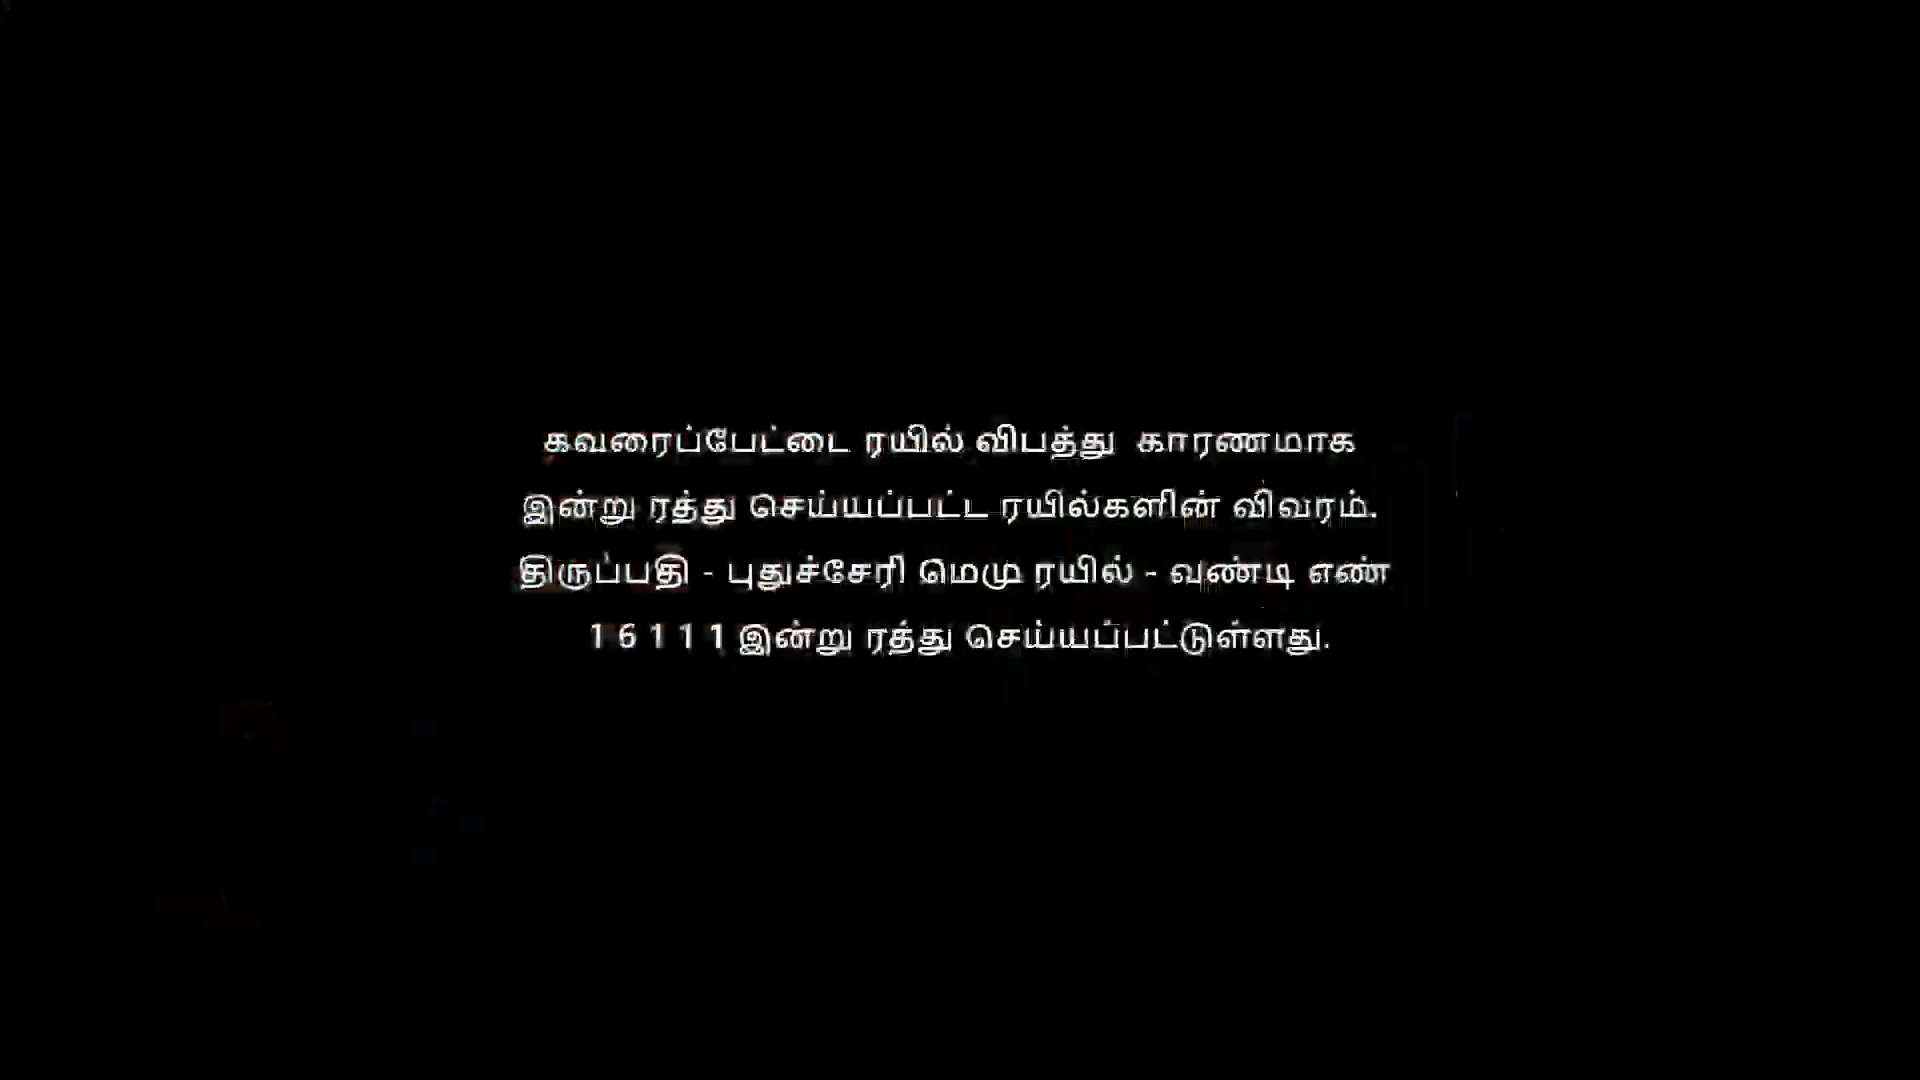 கவரைப்பேட்டை ரயில் விபத்து காரணமாக
இன்று ரத்து செய்யப்பட்ட ரயில்களின் விவரம்.
திருப்பதி - புதுச்சேரி மெமு ரயில் - வண்டி எண்
1 6 1 1 1 இன்று ரத்து செய்யப்பட்டுள்ளது.